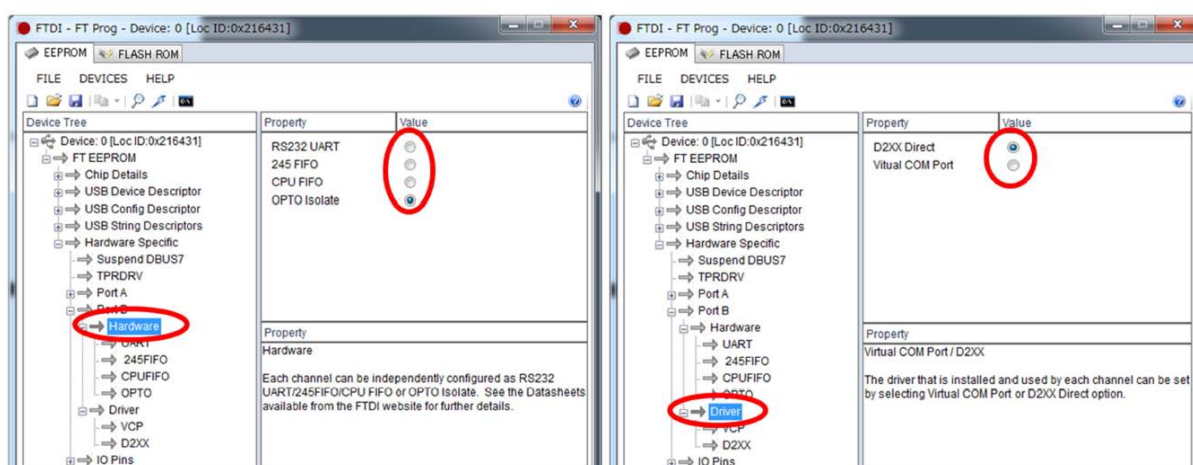 FTDI - FT Prog - Device: 0 [Loc ID:0x216431]
EEPROM FLASH ROM
FILE DEVICES HELP
Device Tree
Device: 0 [Loc ID:0x216431]
FT EEPROM
Chip Details
USB Device Descriptor
USB Config Descriptor
USB String Descriptors
Hardware Specific
Suspend DBUS7
TPRDRV
Port A
Port B
Hardware
UART
245FIFO
CPUFIFO
OPTO
Driver
VCP
D2XX
IO Pins
Property Value
RS232 UART
245 FIFO
CPU FIFO
OPTO Isolate
Property
Hardware
Each channel can be independently configured as RS232
UART/245FIFO/CPU FIFO or OPTO Isolate. See the Datasheets
available from the FTDI website for further details.
FTDI - FT Prog - Device: 0 [Loc ID:0x216431]
EEPROM FLASH ROM
FILE DEVICES HELP
Device Tree
Device: 0 [Loc ID:0x216431]
FT EEPROM
Chip Details
USB Device Descriptor
USB Config Descriptor
USB String Descriptors
Hardware Specific
Suspend DBUS7
TPRDRV
Port A
Port B
Hardware
UART
245FIFO
CPUFIFO
OPTO
Driver
VCP
D2XX
IO Pins
Property Value
D2XX Direct
Vitual COM Port
Property
Virtual COM Port / D2XX
The driver that is installed and used by each channel can be set
by selecting Virtual COM Port or D2XX Direct option.